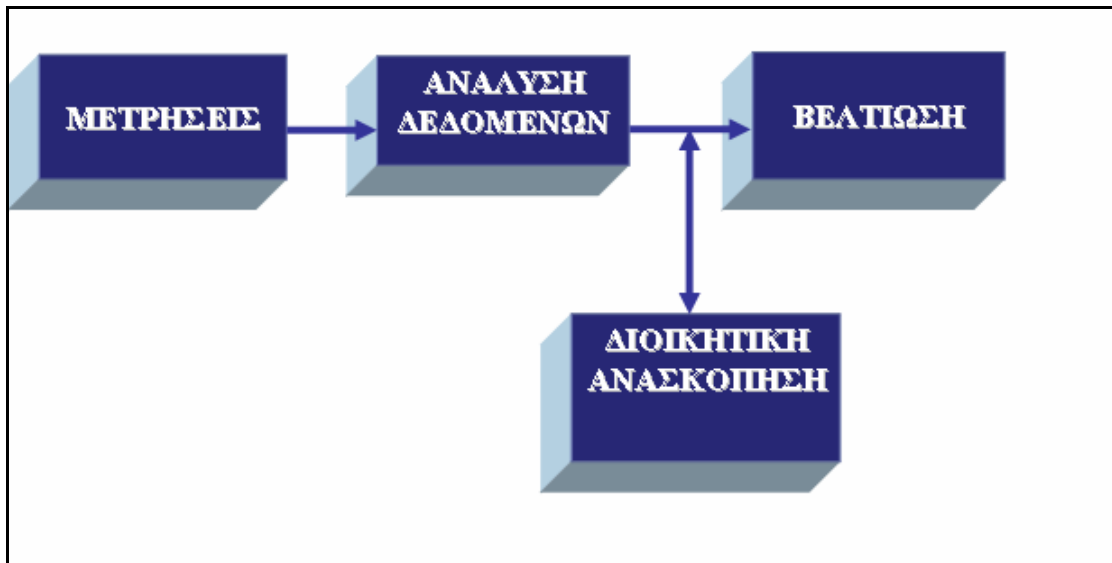 ΜΕΤΡΗΣΕΙΣ
ΑΝΑΛΥΣΗ
ΔΕΔΟΜΕΝΩΝ
ΒΕΛΤΙΩΣΗ
ΔΙΟΙΚΗΤΙΚΗ
ΑΝΑΣΚΟΠΗΣΗ